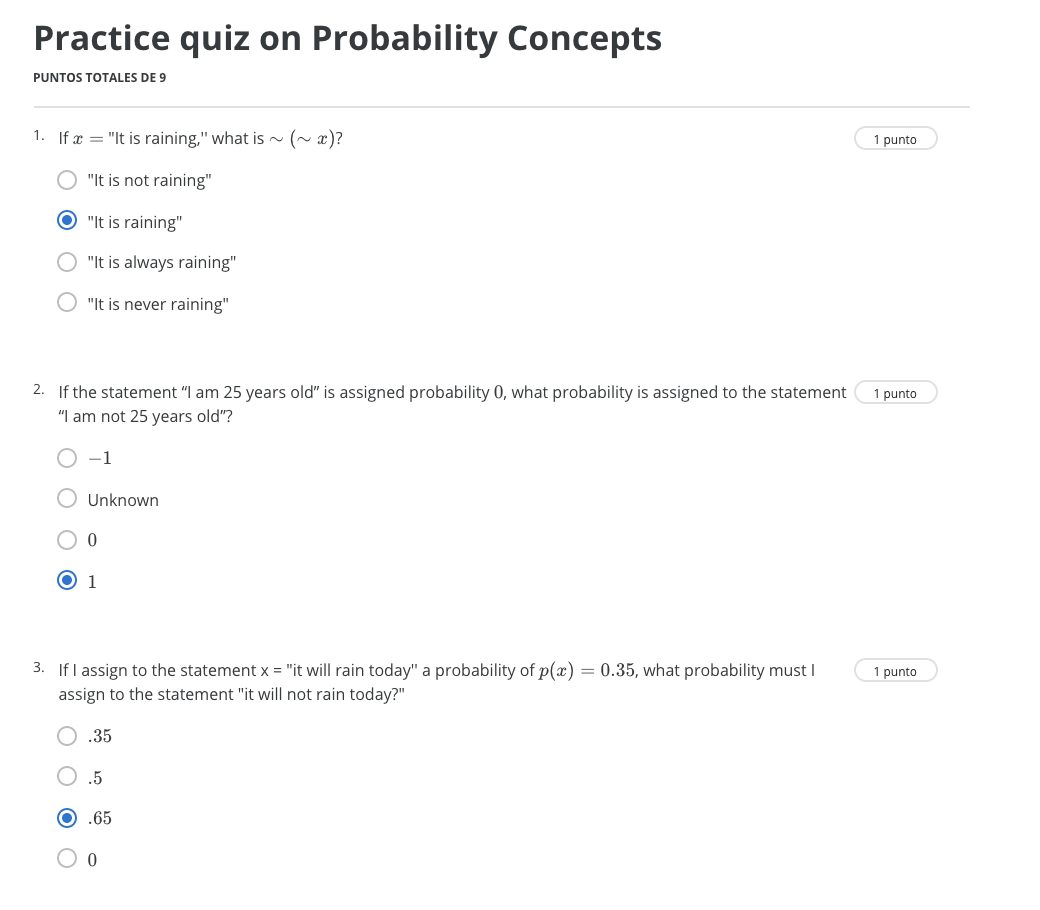 Practice quiz on Probability Concepts
PUNTOS TOTALES DE 9
1. If x = "It is raining,'' what is ∼ (∼ x)?
1 punto
"It is not raining"
"It is raining"
"It is always raining"
"It is never raining"
2. If the statement “I am 25 years old” is assigned probability 0, what probability is assigned to the statement
1 punto
“I am not 25 years old”?
−1
Unknown
0
1
3. If I assign to the statement x = "it will rain today" a probability of p(x) = 0.35, what probability must I
1 punto
assign to the statement "it will not rain today?"
.35
.5
.65
0